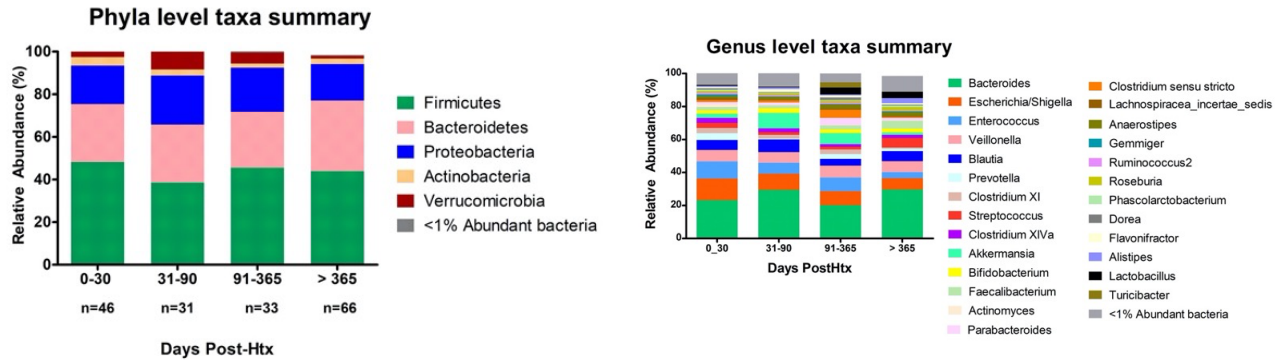 Phyla level taxa summary
Relative Abundance (%)
100
80
60
40
20
0
0-30
31-90
91-365
> 365
n=46
n=31
n=33
n=66
Days Post-Htx
Firmicutes
Bacteroidetes
Proteobacteria
Actinobacteria
Verrucomicrobia
<1% Abundant bacteria
Genus level taxa summary
Relative Abundance (%)
100
80
60
40
20
0
0_30
31-90
91-365
> 365
Days PostHtx
Bacteroides
Escherichia/Shigella
Enterococcus
Veillonella
Blautia
Prevotella
Clostridium XI
Streptococcus
Clostridium XIVa
Akkermansia
Bifidobacterium
Faecalibacterium
Actinomyces
Parabacteroides
Clostridium sensu stricto
Lachnospiracea_incertae_sedis
Anaerostipes
Gemmiger
Ruminococcus2
Roseburia
Phascolarctobacterium
Dorea
Flavonifractor
Alistipes
Lactobacillus
Turicibacter
<1% Abundant bacteria